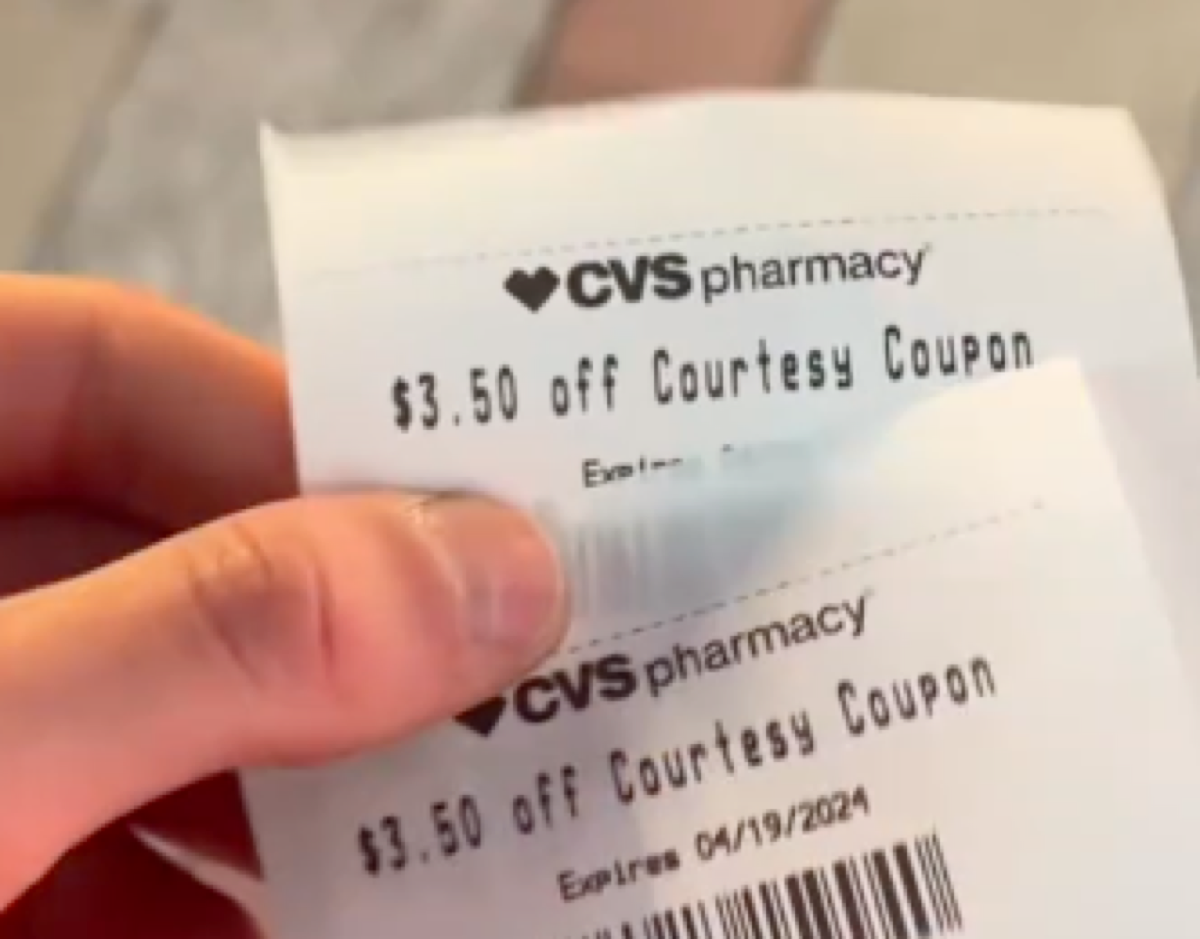 CVS pharmacy
$3.50 off Courtesy Coupon
CVS pharmacy
$3.50 off Courtesy Coupon
Expires 04/19/2024